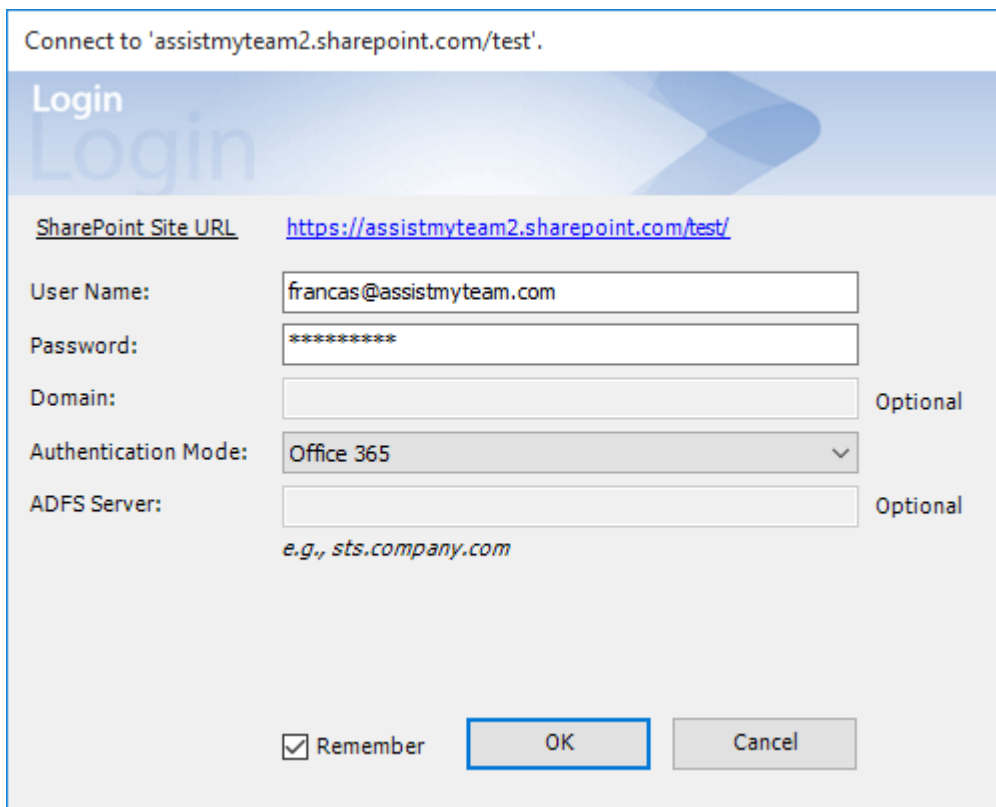 Connect to 'assistmyteam2.sharepoint.com/test'.
Login
Login
SharePoint Site URL https://assistmyteam2.sharepoint.com/test/
User Name: francas@assistmyteam.com
Password: *********
Domain: Optional
Authentication Mode: Office 365
ADFS Server: Optional
e.g., sts.company.com
Remember OK Cancel